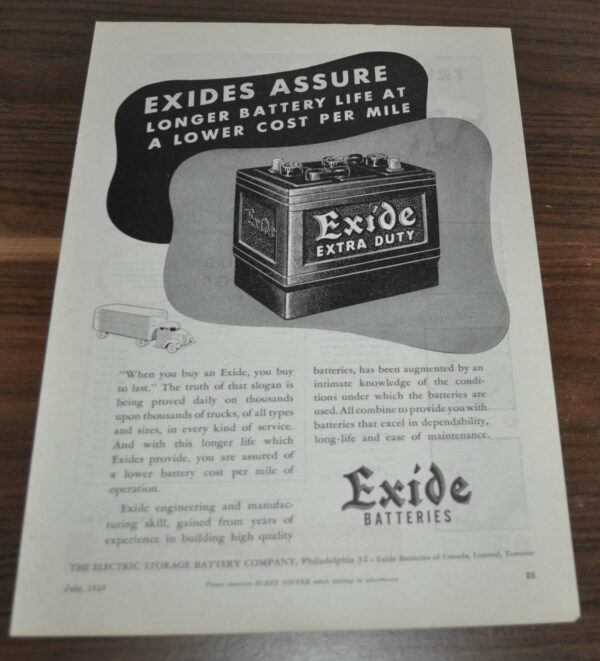 EXIDES ASSURE
LONGER BATTERY LIFE AT
A LOWER COST PER MILE
Exide
Exide
EXTRA DUTY
"When you buy an Exide, you buy
to last." The truth of that slogan is
being proved daily on thousands
upon thousands of trucks, of all types
and sizes, in every kind of service.
And with this longer life which
Exides provide, you are assured of
a lower battery cost per mile of
operation.
Exide engineering and manufac-
turing skill, gained from years of
experience in building high quality
batteries, has been augmented by an
intimate knowledge of the condi-
tions under which the batteries are
used. All combine to provide you with
batteries that excel in dependability,
long-life and ease of maintenance.
Exide
BATTERIES
THE ELECTRIC STORAGE BATTERY COMPANY, Philadelphia 32 • Exide Batteries of Canada, Limited, Toronto
July,
Please mention FLEET OWNER when writing to advertisers